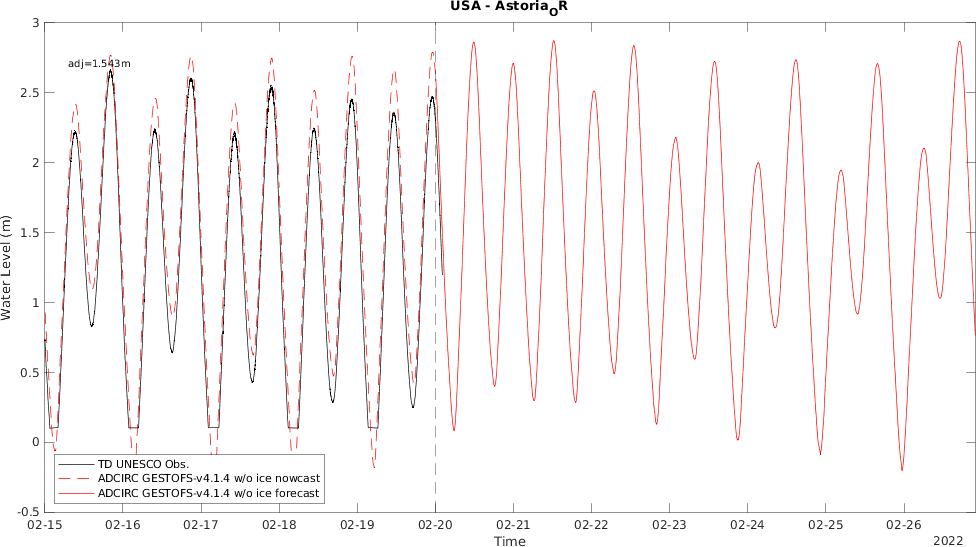 USA - Astoria_OR
adj=1.543m
3
2.5
2
1.5
1
0.5
0
-0.5
Water Level (m)
TD UNESCO Obs.
ADCIRC GESTOFS-v4.1.4 w/o ice nowcast
ADCIRC GESTOFS-v4.1.4 w/o ice forecast
02-15 02-16 02-17 02-18 02-19 02-20 02-21 02-22 02-23 02-24 02-25 02-26
Time
2022